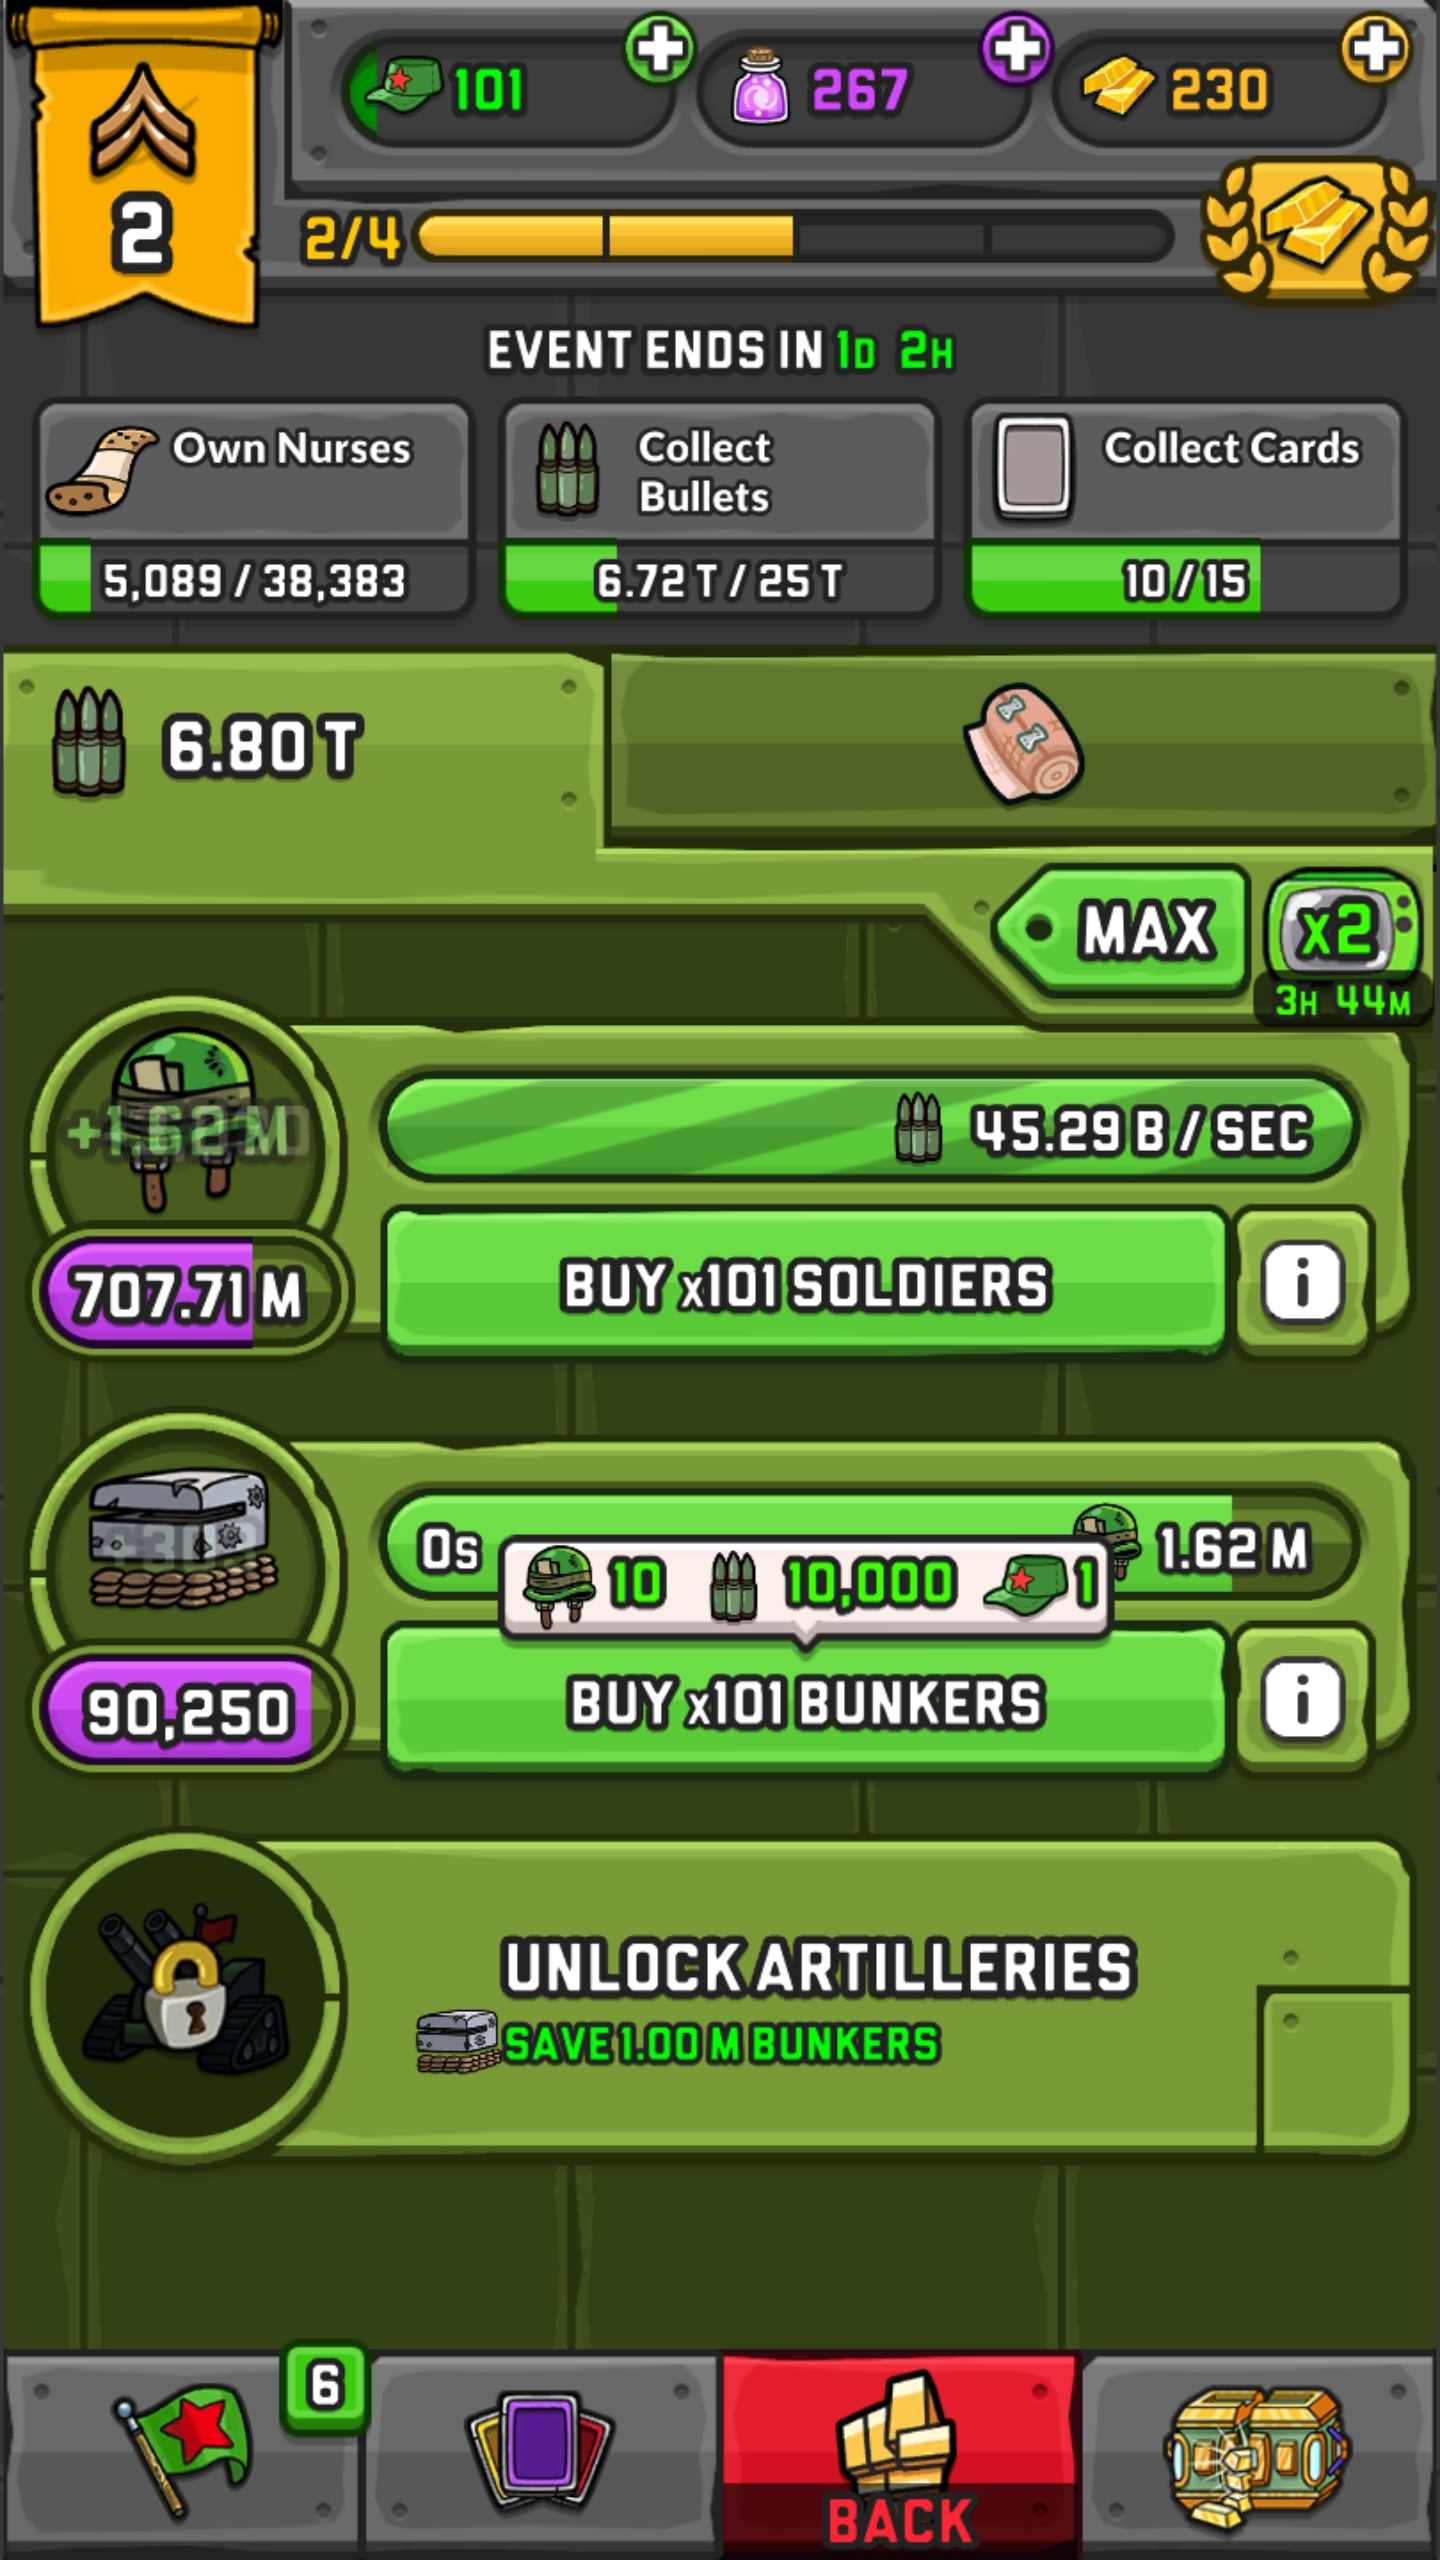 101
267
230
2
2/4
EVENT ENDS IN 1D 2H
Own Nurses
5,089 / 38,383
Collect
Bullets
6.72 T / 25 T
Collect Cards
10 / 15
6.80 T
MAX
x2
3H 44M
+1.62 M
45.29 B / SEC
707.71 M
BUY x101 SOLDIERS
i
0s
1.62 M
10
10,000
1
90,250
BUY x101 BUNKERS
i
UNLOCK ARTILLERIES
SAVE 1.00 M BUNKERS
6
BACK